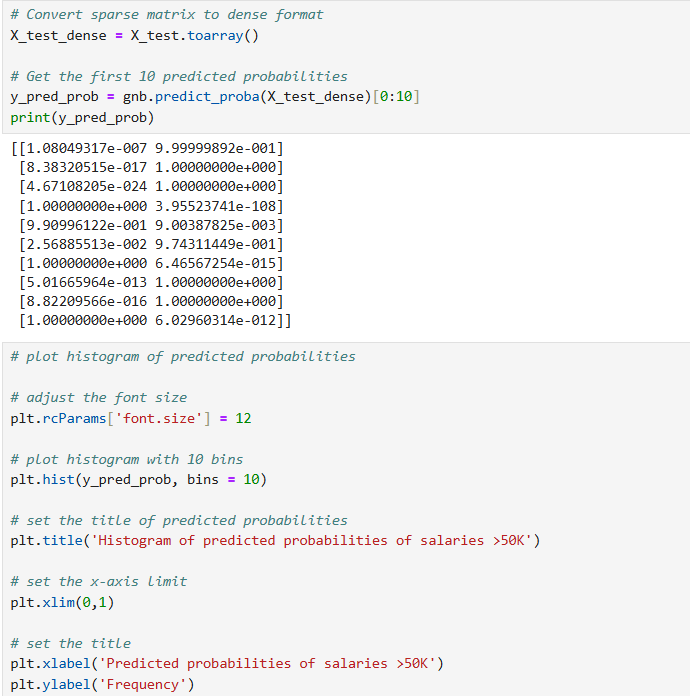 # Convert sparse matrix to dense format
X_test_dense = X_test.toarray()
# Get the first 10 predicted probabilities
y_pred_prob = gnb.predict_proba(X_test_dense)[0:10]
print(y_pred_prob)
[[1.08049317e-007 9.99999892e-001]
 [8.38320515e-017 1.00000000e+000]
 [4.67108205e-024 1.00000000e+000]
 [1.00000000e+000 3.95523741e-108]
 [9.90996122e-001 9.00387825e-003]
 [2.56885513e-002 9.74311449e-001]
 [1.00000000e+000 6.46567254e-015]
 [5.01665964e-013 1.00000000e+000]
 [8.82209566e-016 1.00000000e+000]
 [1.00000000e+000 6.02960314e-012]]
# plot histogram of predicted probabilities
# adjust the font size
plt.rcParams['font.size'] = 12
# plot histogram with 10 bins
plt.hist(y_pred_prob, bins = 10)
# set the title of predicted probabilities
plt.title('Histogram of predicted probabilities of salaries >50K')
# set the x-axis limit
plt.xlim(0,1)
# set the title
plt.xlabel('Predicted probabilities of salaries >50K')
plt.ylabel('Frequency')